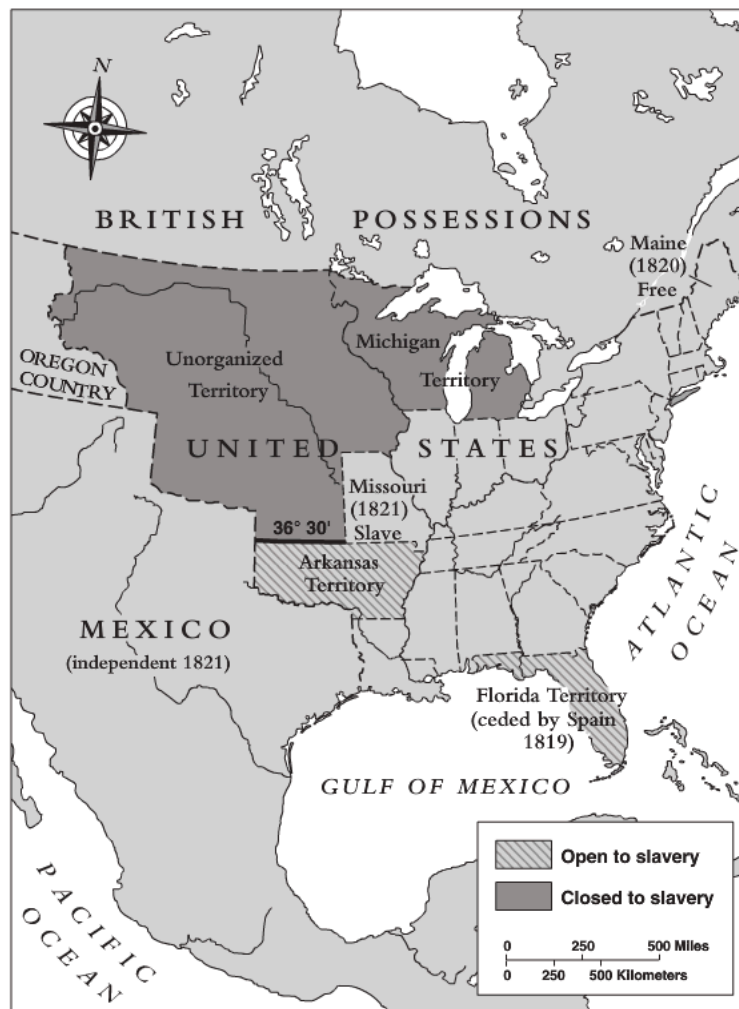 N
BRITISH POSSESSIONS
Maine
(1820)
Free
OREGON
COUNTRY
Unorganized
Territory
Michigan
Territory
UNITED STATES
Missouri
(1821)
Slave
36° 30'
Arkansas
Territory
MEXICO
(independent 1821)
ATLANTIC
OCEAN
Florida Territory
(ceded by Spain
1819)
GULF OF MEXICO
PACIFIC
OCEAN
Open to slavery
Closed to slavery
0 250 500 Miles
0 250 500 Kilometers